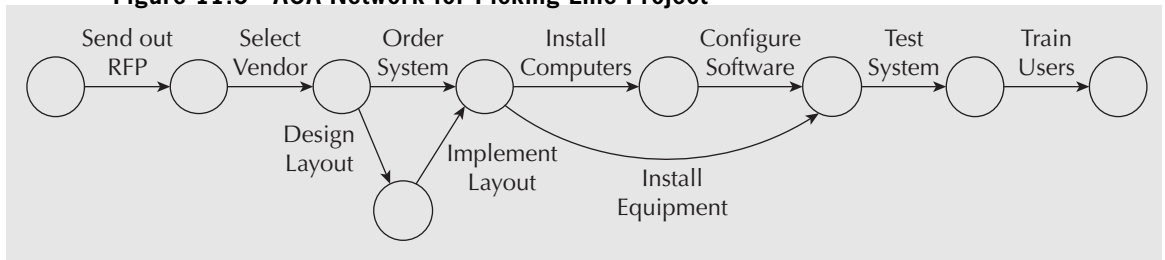 Figure 11.5 AOA Network for Picking Line Project
Send out
RFP
Select
Vendor
Order
System
Install
Computers
Configure
Software
Test
System
Train
Users
Design
Layout
Implement
Layout
Install
Equipment